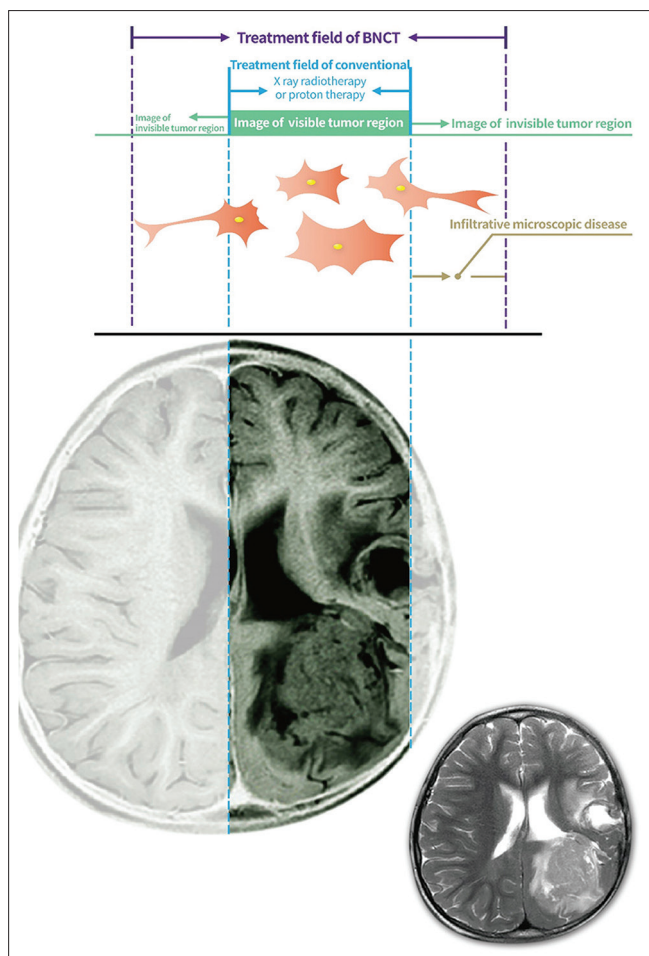 Treatment field of BNCT
Treatment field of conventional
X ray radiotherapy
or proton therapy
Image of
invisible tumor region
Image of visible tumor region
Image of invisible tumor region
Infiltrative microscopic disease